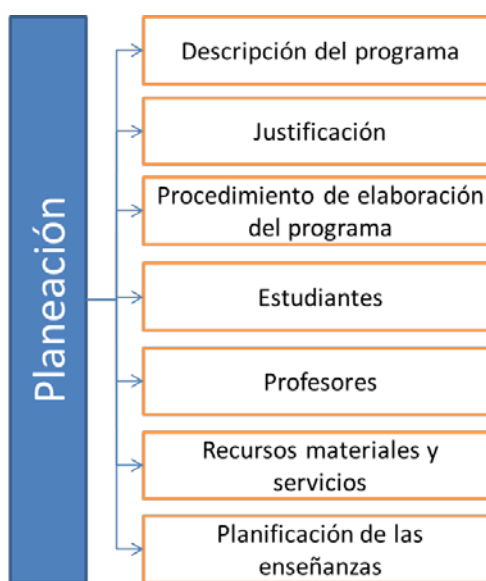 Planeación
Descripción del programa
Justificación
Procedimiento de elaboración
del programa
Estudiantes
Profesores
Recursos materiales y
servicios
Planificación de las
enseñanzas